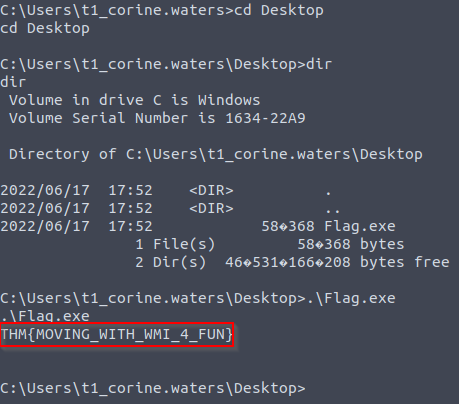 C:\Users\t1_corine.waters>cd Desktop
cd Desktop
C:\Users\t1_corine.waters\Desktop>dir
dir
 Volume in drive C is Windows
 Volume Serial Number is 1634-22A9
 Directory of C:\Users\t1_corine.waters\Desktop
2022/06/17  17:52    <DIR>          .
2022/06/17  17:52    <DIR>          ..
2022/06/17  17:52            58�368 Flag.exe
               1 File(s)         58�368 bytes
               2 Dir(s)  46�531�166�208 bytes free
C:\Users\t1_corine.waters\Desktop>.\Flag.exe
.\Flag.exe
THM{MOVING_WITH_WMI_4_FUN}
C:\Users\t1_corine.waters\Desktop>